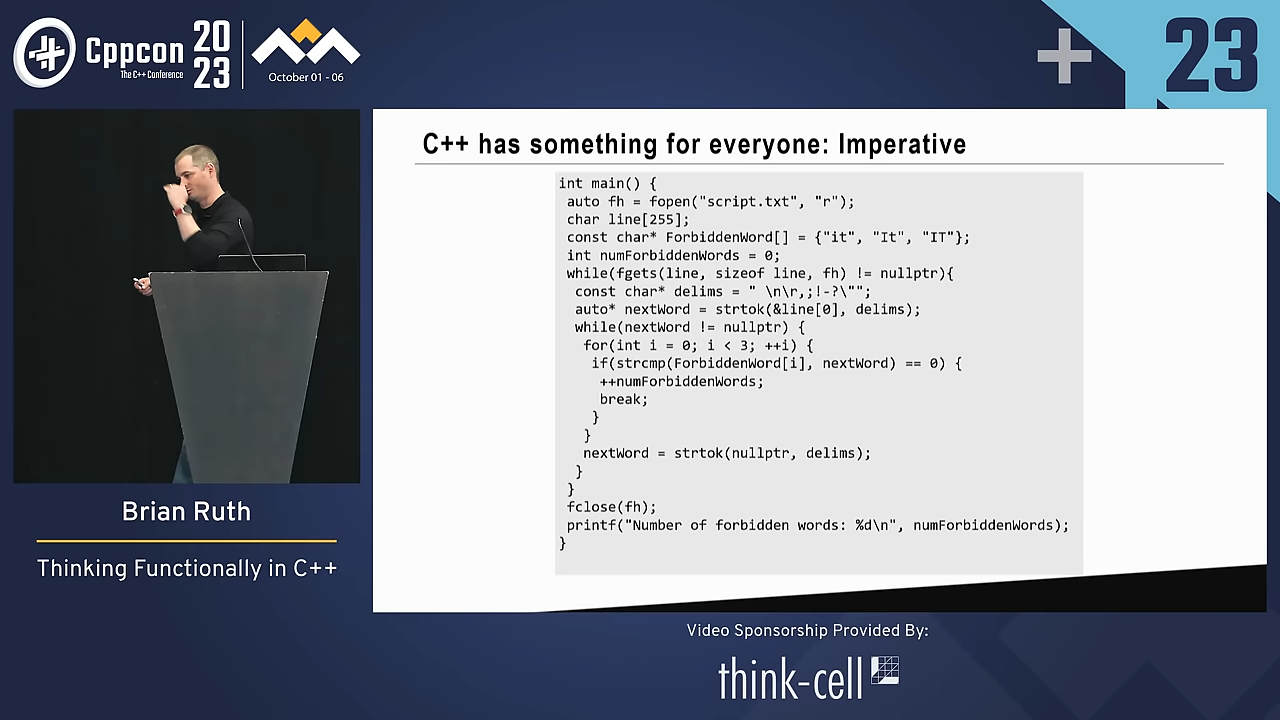 Cppcon
The C++ Conference
20
23
October 01 - 06
23
C++ has something for everyone: Imperative
int main() {
auto fh = fopen("script.txt", "r");
char line[255];
const char* ForbiddenWord[] = {"it", "It", "IT"};
int numForbiddenWords = 0;
while(fgets(line, sizeof line, fh) != nullptr){
const char* delims = " \n\r,;!-?\"";
auto* nextWord = strtok(&line[0], delims);
while(nextWord != nullptr) {
for(int i = 0; i < 3; ++i) {
if(strcmp(ForbiddenWord[i], nextWord) == 0) {
++numForbiddenWords;
break;
}
}
nextWord = strtok(nullptr, delims);
}
}
fclose(fh);
printf("Number of forbidden words: %d\n", numForbiddenWords);
}
Brian Ruth
Thinking Functionally in C++
Video Sponsorship Provided By:
think-cell